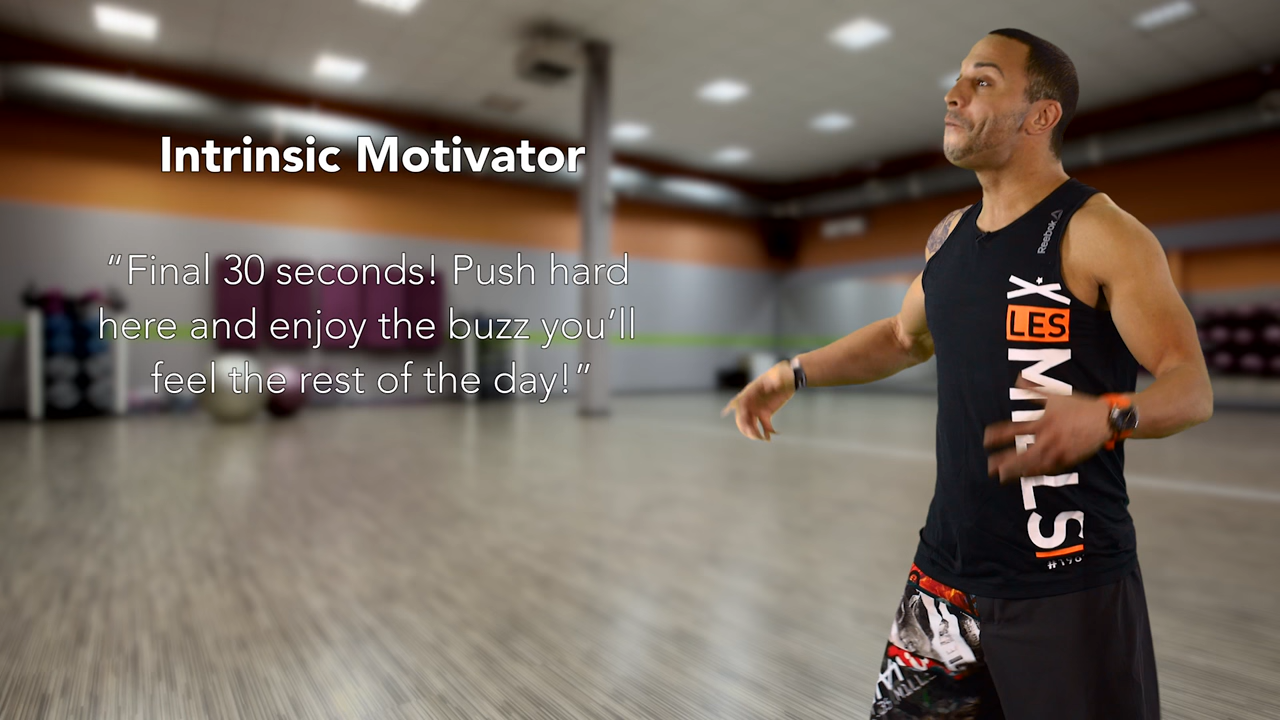 Intrinsic Motivator
“Final 30 seconds! Push hard
here and enjoy the buzz you’ll
feel the rest of the day!”
Reebok
LES
MILLS